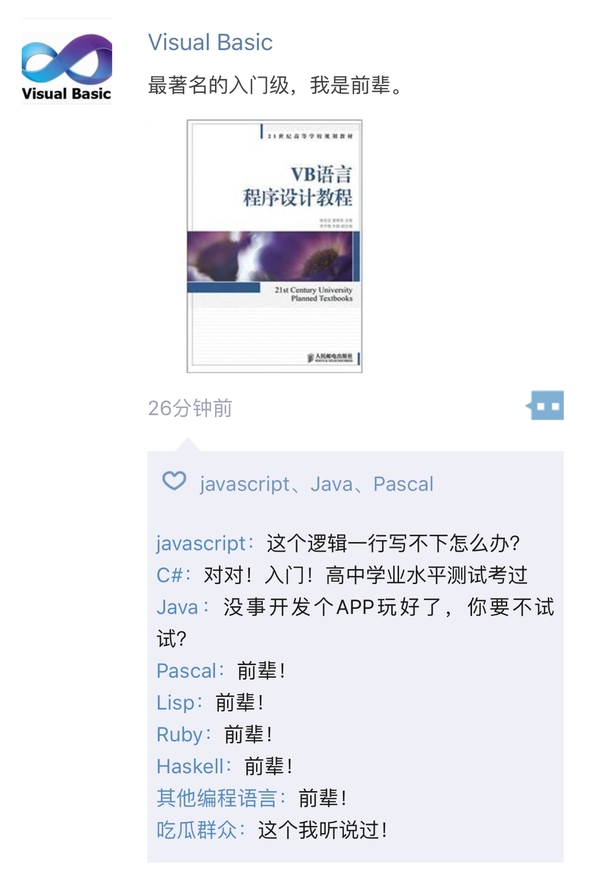 Visual Basic
Visual Basic
最著名的入门级，我是前辈。
21世纪高等学校规划教材
VB语言
程序设计教程
21st Century University
Planned Textbooks
人民邮电出版社
26分钟前
javascript、Java、Pascal
javascript：这个逻辑一行写不下怎么办？
C#：对对！入门！高中学业水平测试考过
Java：没事开发个APP玩好了，你要不试
试？
Pascal：前辈！
Lisp：前辈！
Ruby：前辈！
Haskell：前辈！
其他编程语言：前辈！
吃瓜群众：这个我听说过！